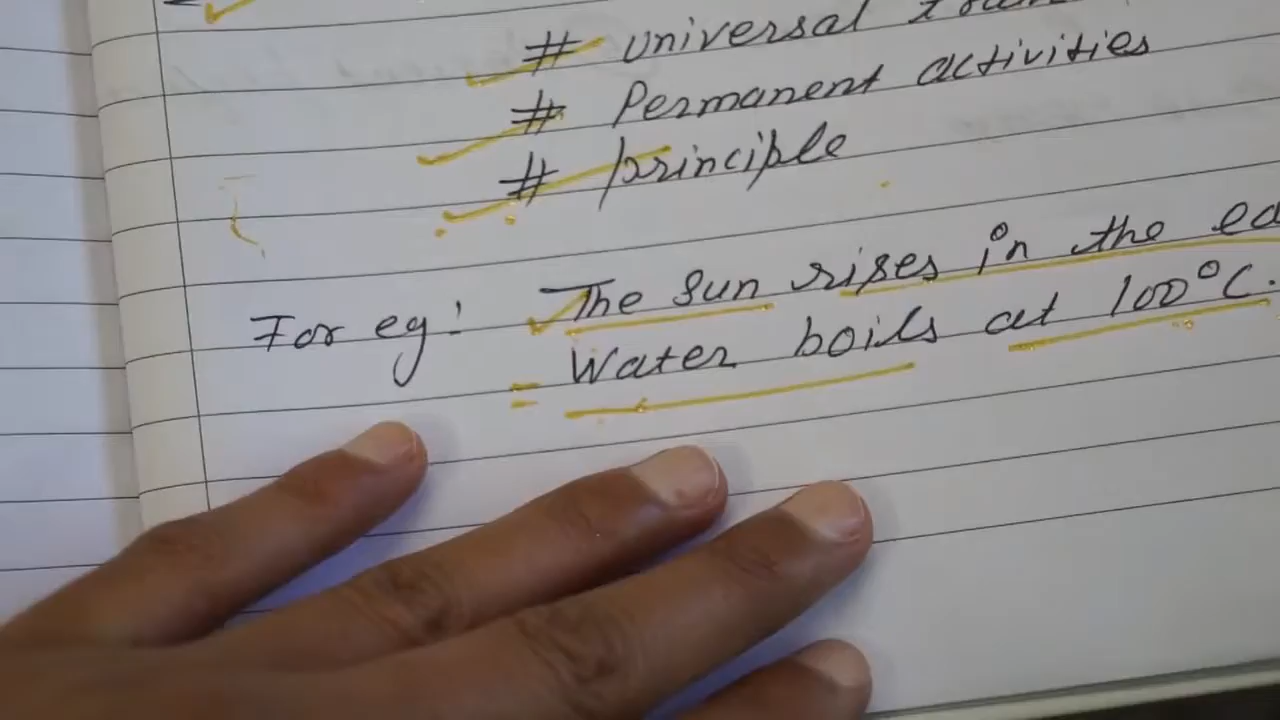 # Universal
# Permanent activities
# principle
For eg: The Sun rises in the
Water boils at 100°C.